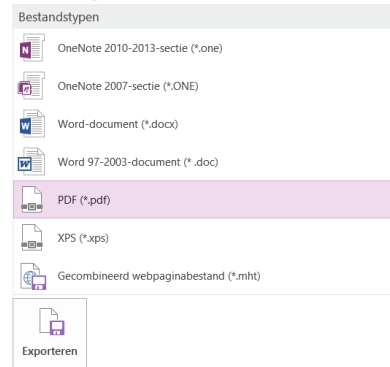 Bestandstypen
OneNote 2010-2013-sectie (*.one)
OneNote 2007-sectie (*.ONE)
Word-document (*.docx)
Word 97-2003-document (* .doc)
PDF (*.pdf)
XPS (*.xps)
Gecombineerd webpaginabestand (*.mht)
Exporteren